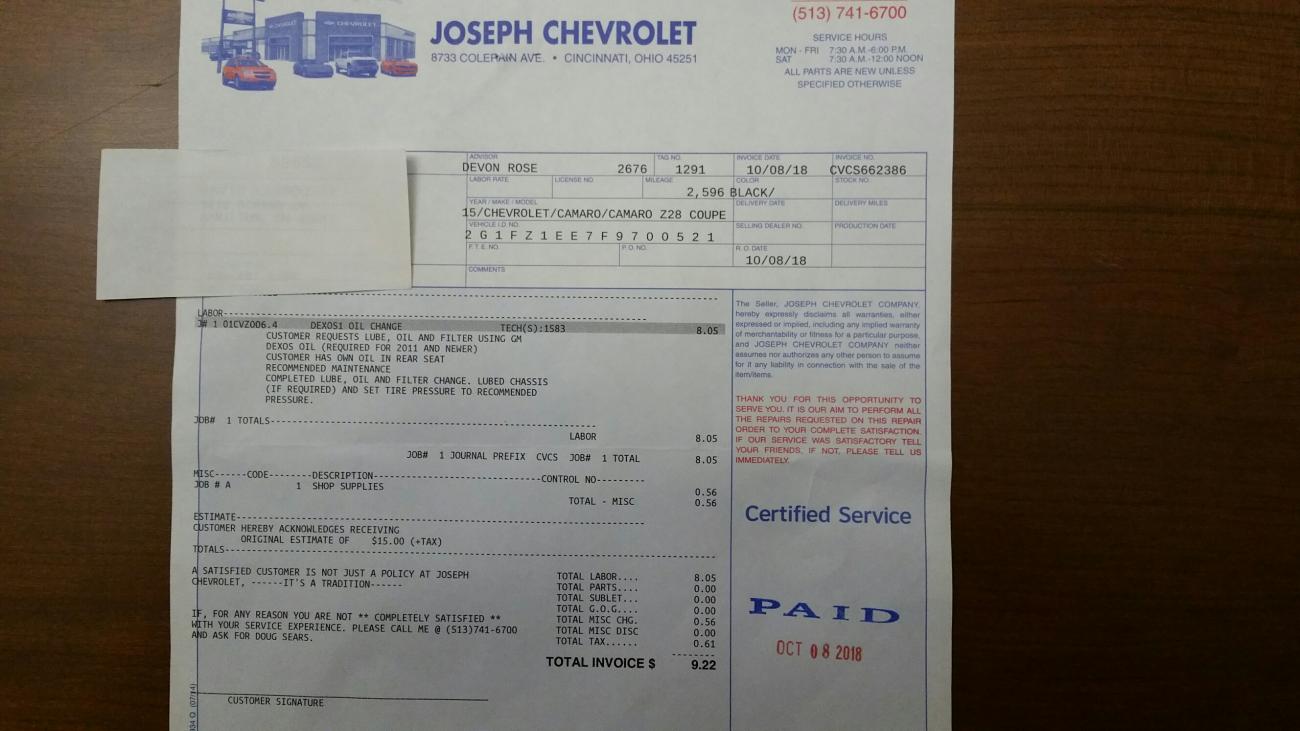 (513) 741-6700
JOSEPH CHEVROLET
8733 COLERAIN AVE. • CINCINNATI, OHIO 45251
SERVICE HOURS
MON - FRI 7:30 A.M.-6:00 P.M.
SAT 7:30 A.M.-12:00 NOON
ALL PARTS ARE NEW UNLESS
SPECIFIED OTHERWISE
CHEVROLET
ADVISOR TAG NO. INVOICE DATE INVOICE NO.
DEVON ROSE 2676 1291 10/08/18 CVCS662386
LABOR RATE LICENSE NO. MILEAGE COLOR STOCK NO.
2,596 BLACK/
YEAR / MAKE / MODEL DELIVERY DATE DELIVERY MILES
15/CHEVROLET/CAMARO/CAMARO Z28 COUPE
VEHICLE I.D. NO. SELLING DEALER NO. PRODUCTION DATE
2 G 1 F Z 1 E E 7 F 9 7 0 0 5 2 1
F. T. E. NO. P. O. NO. R. O. DATE
10/08/18
COMMENTS
LABOR
J# 1 01CVZ006.4 DEXOS1 OIL CHANGE TECH(S):1583 8.05
CUSTOMER REQUESTS LUBE, OIL AND FILTER USING GM
DEXOS OIL (REQUIRED FOR 2011 AND NEWER)
CUSTOMER HAS OWN OIL IN REAR SEAT
RECOMMENDED MAINTENANCE
COMPLETED LUBE, OIL AND FILTER CHANGE. LUBED CHASSIS
(IF REQUIRED) AND SET TIRE PRESSURE TO RECOMMENDED
PRESSURE.
JOB# 1 TOTALS
LABOR 8.05
JOB# 1 JOURNAL PREFIX CVCS JOB# 1 TOTAL 8.05
MISC------CODE--------DESCRIPTION--------CONTROL NO---------
JOB # A 1 SHOP SUPPLIES 0.56
TOTAL - MISC 0.56
ESTIMATE
CUSTOMER HEREBY ACKNOWLEDGES RECEIVING
ORIGINAL ESTIMATE OF $15.00 (+TAX)
TOTALS
A SATISFIED CUSTOMER IS NOT JUST A POLICY AT JOSEPH
CHEVROLET, ------IT'S A TRADITION------
IF, FOR ANY REASON YOU ARE NOT ** COMPLETELY SATISFIED **
WITH YOUR SERVICE EXPERIENCE. PLEASE CALL ME @ (513)741-6700
AND ASK FOR DOUG SEARS.
TOTAL LABOR.... 8.05
TOTAL PARTS.... 0.00
TOTAL SUBLET... 0.00
TOTAL G.O.G.... 0.00
TOTAL MISC CHG. 0.56
TOTAL MISC DISC 0.00
TOTAL TAX...... 0.61
TOTAL INVOICE $ 9.22
CUSTOMER SIGNATURE
The Seller, JOSEPH CHEVROLET COMPANY,
hereby expressly disclaims all warranties, either
expressed or implied, including any implied warranty
of merchantability or fitness for a particular purpose,
and JOSEPH CHEVROLET COMPANY neither
assumes nor authorizes any other person to assume
for it any liability in connection with the sale of the
item/items.
THANK YOU FOR THIS OPPORTUNITY TO
SERVE YOU. IT IS OUR AIM TO PERFORM ALL
THE REPAIRS REQUESTED ON THIS REPAIR
ORDER TO YOUR COMPLETE SATISFACTION.
IF OUR SERVICE WAS SATISFACTORY TELL
YOUR FRIENDS, IF NOT, PLEASE TELL US
IMMEDIATELY.
Certified Service
PAID
OCT 08 2018